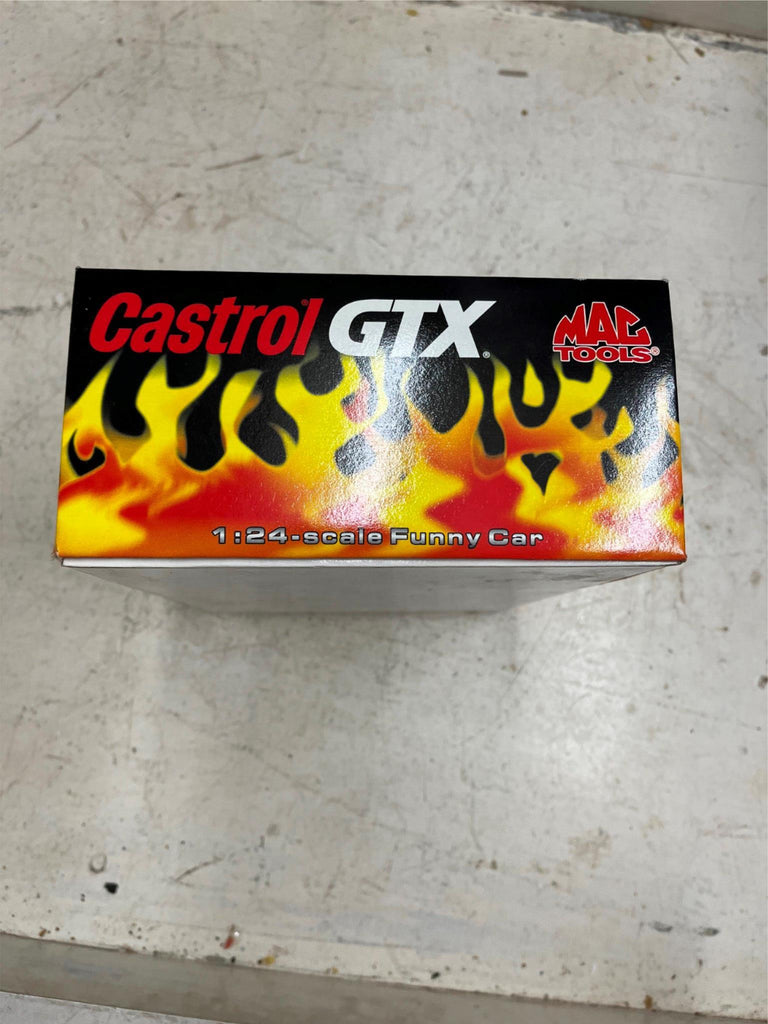 Castrol® GTX®
MAC
TOOLS®
1:24-scale Funny Car